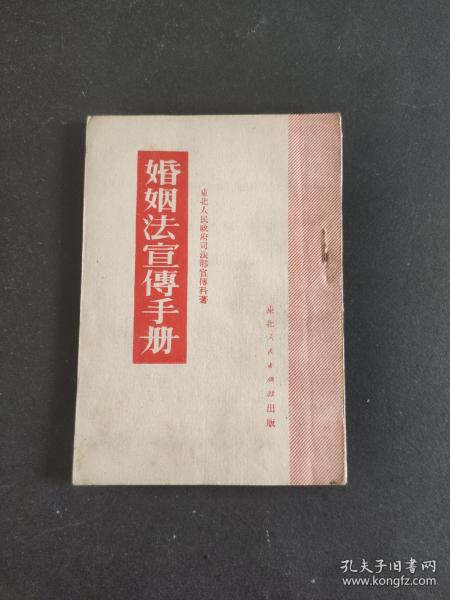 東北人民政府司法部宣傳科著
婚姻法宣傳手册
東北人民出版社出版
孔夫子旧书网
www.kongfz.com